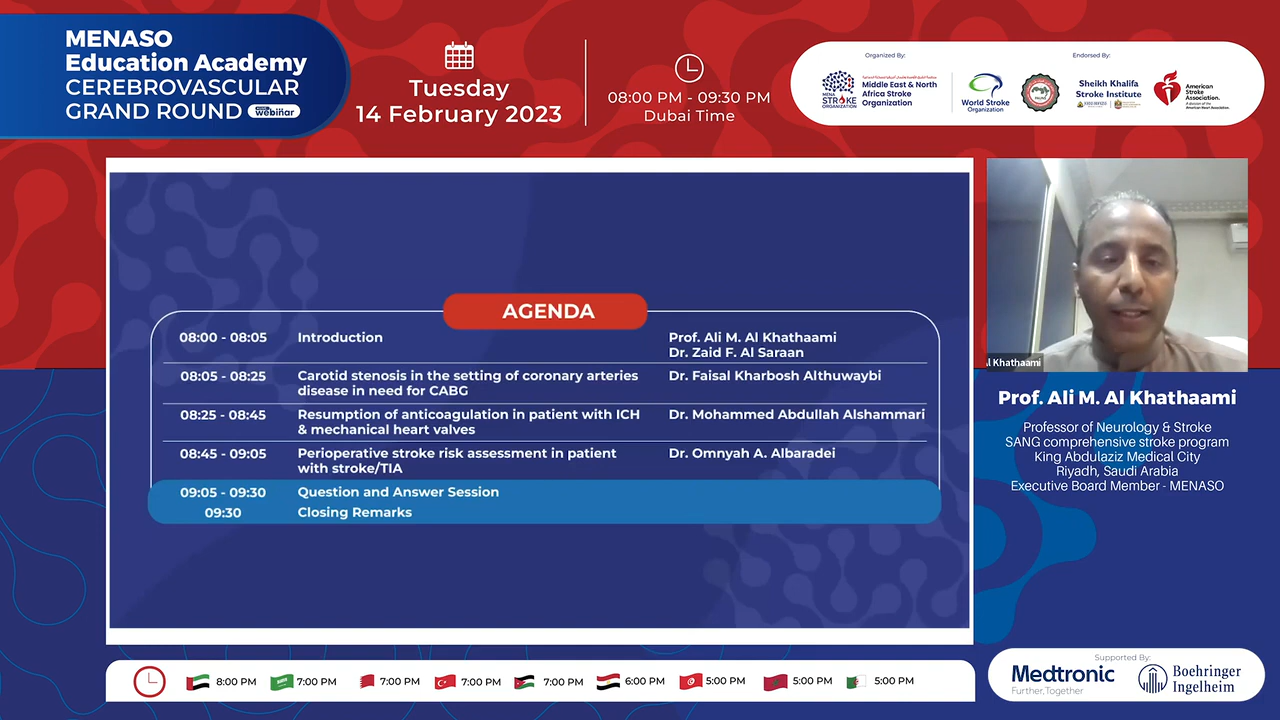 MENASO
Education Academy
CEREBROVASCULAR
GRAND ROUND
webinar
Tuesday
14 February 2023
08:00 PM - 09:30 PM
Dubai Time
Organized By:
Endorsed By:
MENA
STROKE
ORGANIZATION
Middle East & North
Africa Stroke
Organization
World Stroke
Organization
Sheikh Khalifa
Stroke Institute
American
Stroke
Association.
A division of the
American Heart Association.
AGENDA
08:00 - 08:05 Introduction Prof. Ali M. Al Khathaami
Dr. Zaid F. Al Saraan
08:05 - 08:25 Carotid stenosis in the setting of coronary arteries Dr. Faisal Kharbosh Althuwaybi
disease in need for CABG
08:25 - 08:45 Resumption of anticoagulation in patient with ICH Dr. Mohammed Abdullah Alshammari
& mechanical heart valves
08:45 - 09:05 Perioperative stroke risk assessment in patient Dr. Omnyah A. Albaradei
with stroke/TIA
09:05 - 09:30 Question and Answer Session
09:30 Closing Remarks
l Khathaami
Prof. Ali M. Al Khathaami
Professor of Neurology & Stroke
SANG comprehensive stroke program
King Abdulaziz Medical City
Riyadh, Saudi Arabia
Executive Board Member - MENASO
8:00 PM 7:00 PM 7:00 PM 7:00 PM 7:00 PM 6:00 PM 5:00 PM 5:00 PM 5:00 PM
Supported By:
Medtronic
Further,Together
Boehringer
Ingelheim